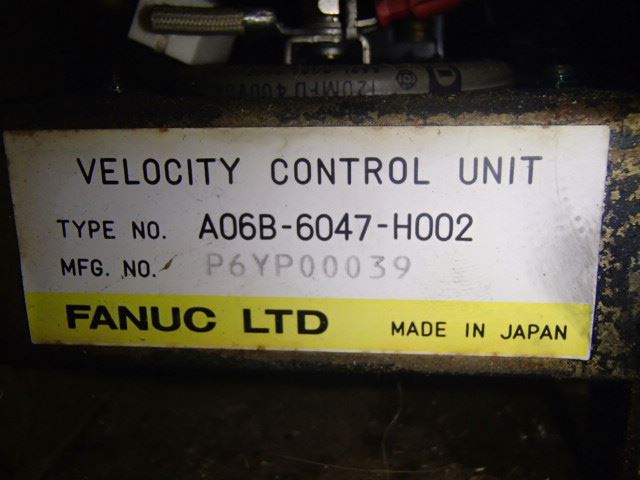 VELOCITY CONTROL UNIT
TYPE NO. A06B-6047-H002
MFG. NO. P6YP00039
FANUC LTD MADE IN JAPAN